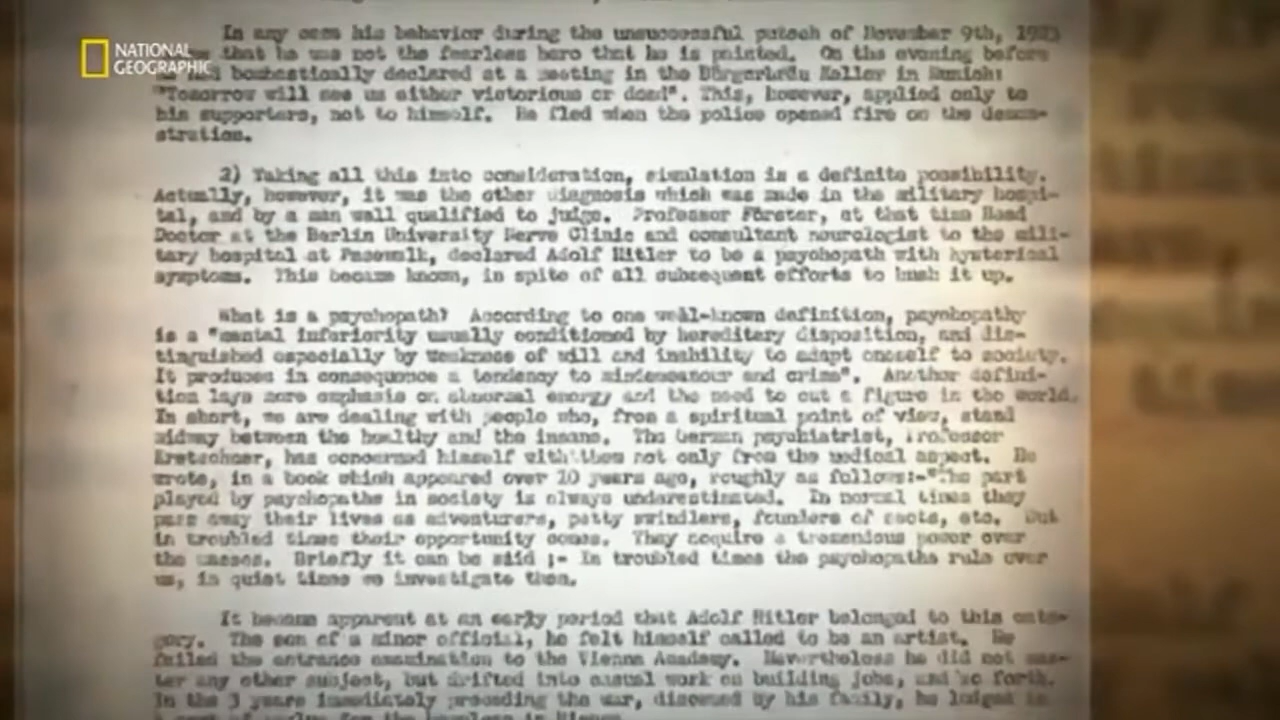 NATIONAL
GEOGRAPHIC
In any case his behavior during the unsuccessful putsch of November 9th, 1923
that he was not the fearless hero that he is painted. On the evening before
bombastically declared at a meeting in the Bürgerbräu Keller in Munich:
"Tomorrow will see us either victorious or dead". This, however, applied only to
his supporters, not to himself. He fled when the police opened fire on the demon-
stration.
2) Taking all this into consideration, simulation is a definite possibility.
Actually, however, it was the other diagnosis which was made in the military hospi-
tal, and by a man well qualified to judge. Professor Förster, at that time Head
Doctor at the Berlin University Nerve Clinic and consultant neurologist to the mili-
tary hospital at Pasewalk, declared Adolf Hitler to be a psychopath with hysterical
symptoms. This became known, in spite of all subsequent efforts to hush it up.
What is a psychopath? According to one well-known definition, psychopathy
is a "mental inferiority usually conditioned by hereditary disposition, and dis-
tinguished especially by weakness of will and inability to adapt oneself to society.
It produces in consequence a tendency to misdemeanour and crime". Another defini-
tion lays more emphasis on abnormal energy and the need to cut a figure in the world.
In short, we are dealing with people who, from a spiritual point of view, stand
midway between the healthy and the insane. The German psychiatrist, Professor
Kretschmer, has concerned himself with them not only from the medical aspect. He
wrote, in a book which appeared over 20 years ago, roughly as follows:-"The part
played by psychopaths in society is always underestimated. In normal times they
pass away their lives as adventurers, petty swindlers, founders of sects, etc. But
in troubled times their opportunity comes. They acquire a tremendous power over
the masses. Briefly it can be said :- In troubled times the psychopaths rule over
us, in quiet times we investigate them.
It became apparent at an early period that Adolf Hitler belonged to this cate-
gory. The son of a minor official, he felt himself called to be an artist. He
failed the entrance examination to the Vienna Academy. Nevertheless he did not mas-
ter any other subject, but drifted into casual work on building jobs, and so forth.
In the 3 years immediately preceding the war, disowned by his family, he lodged in